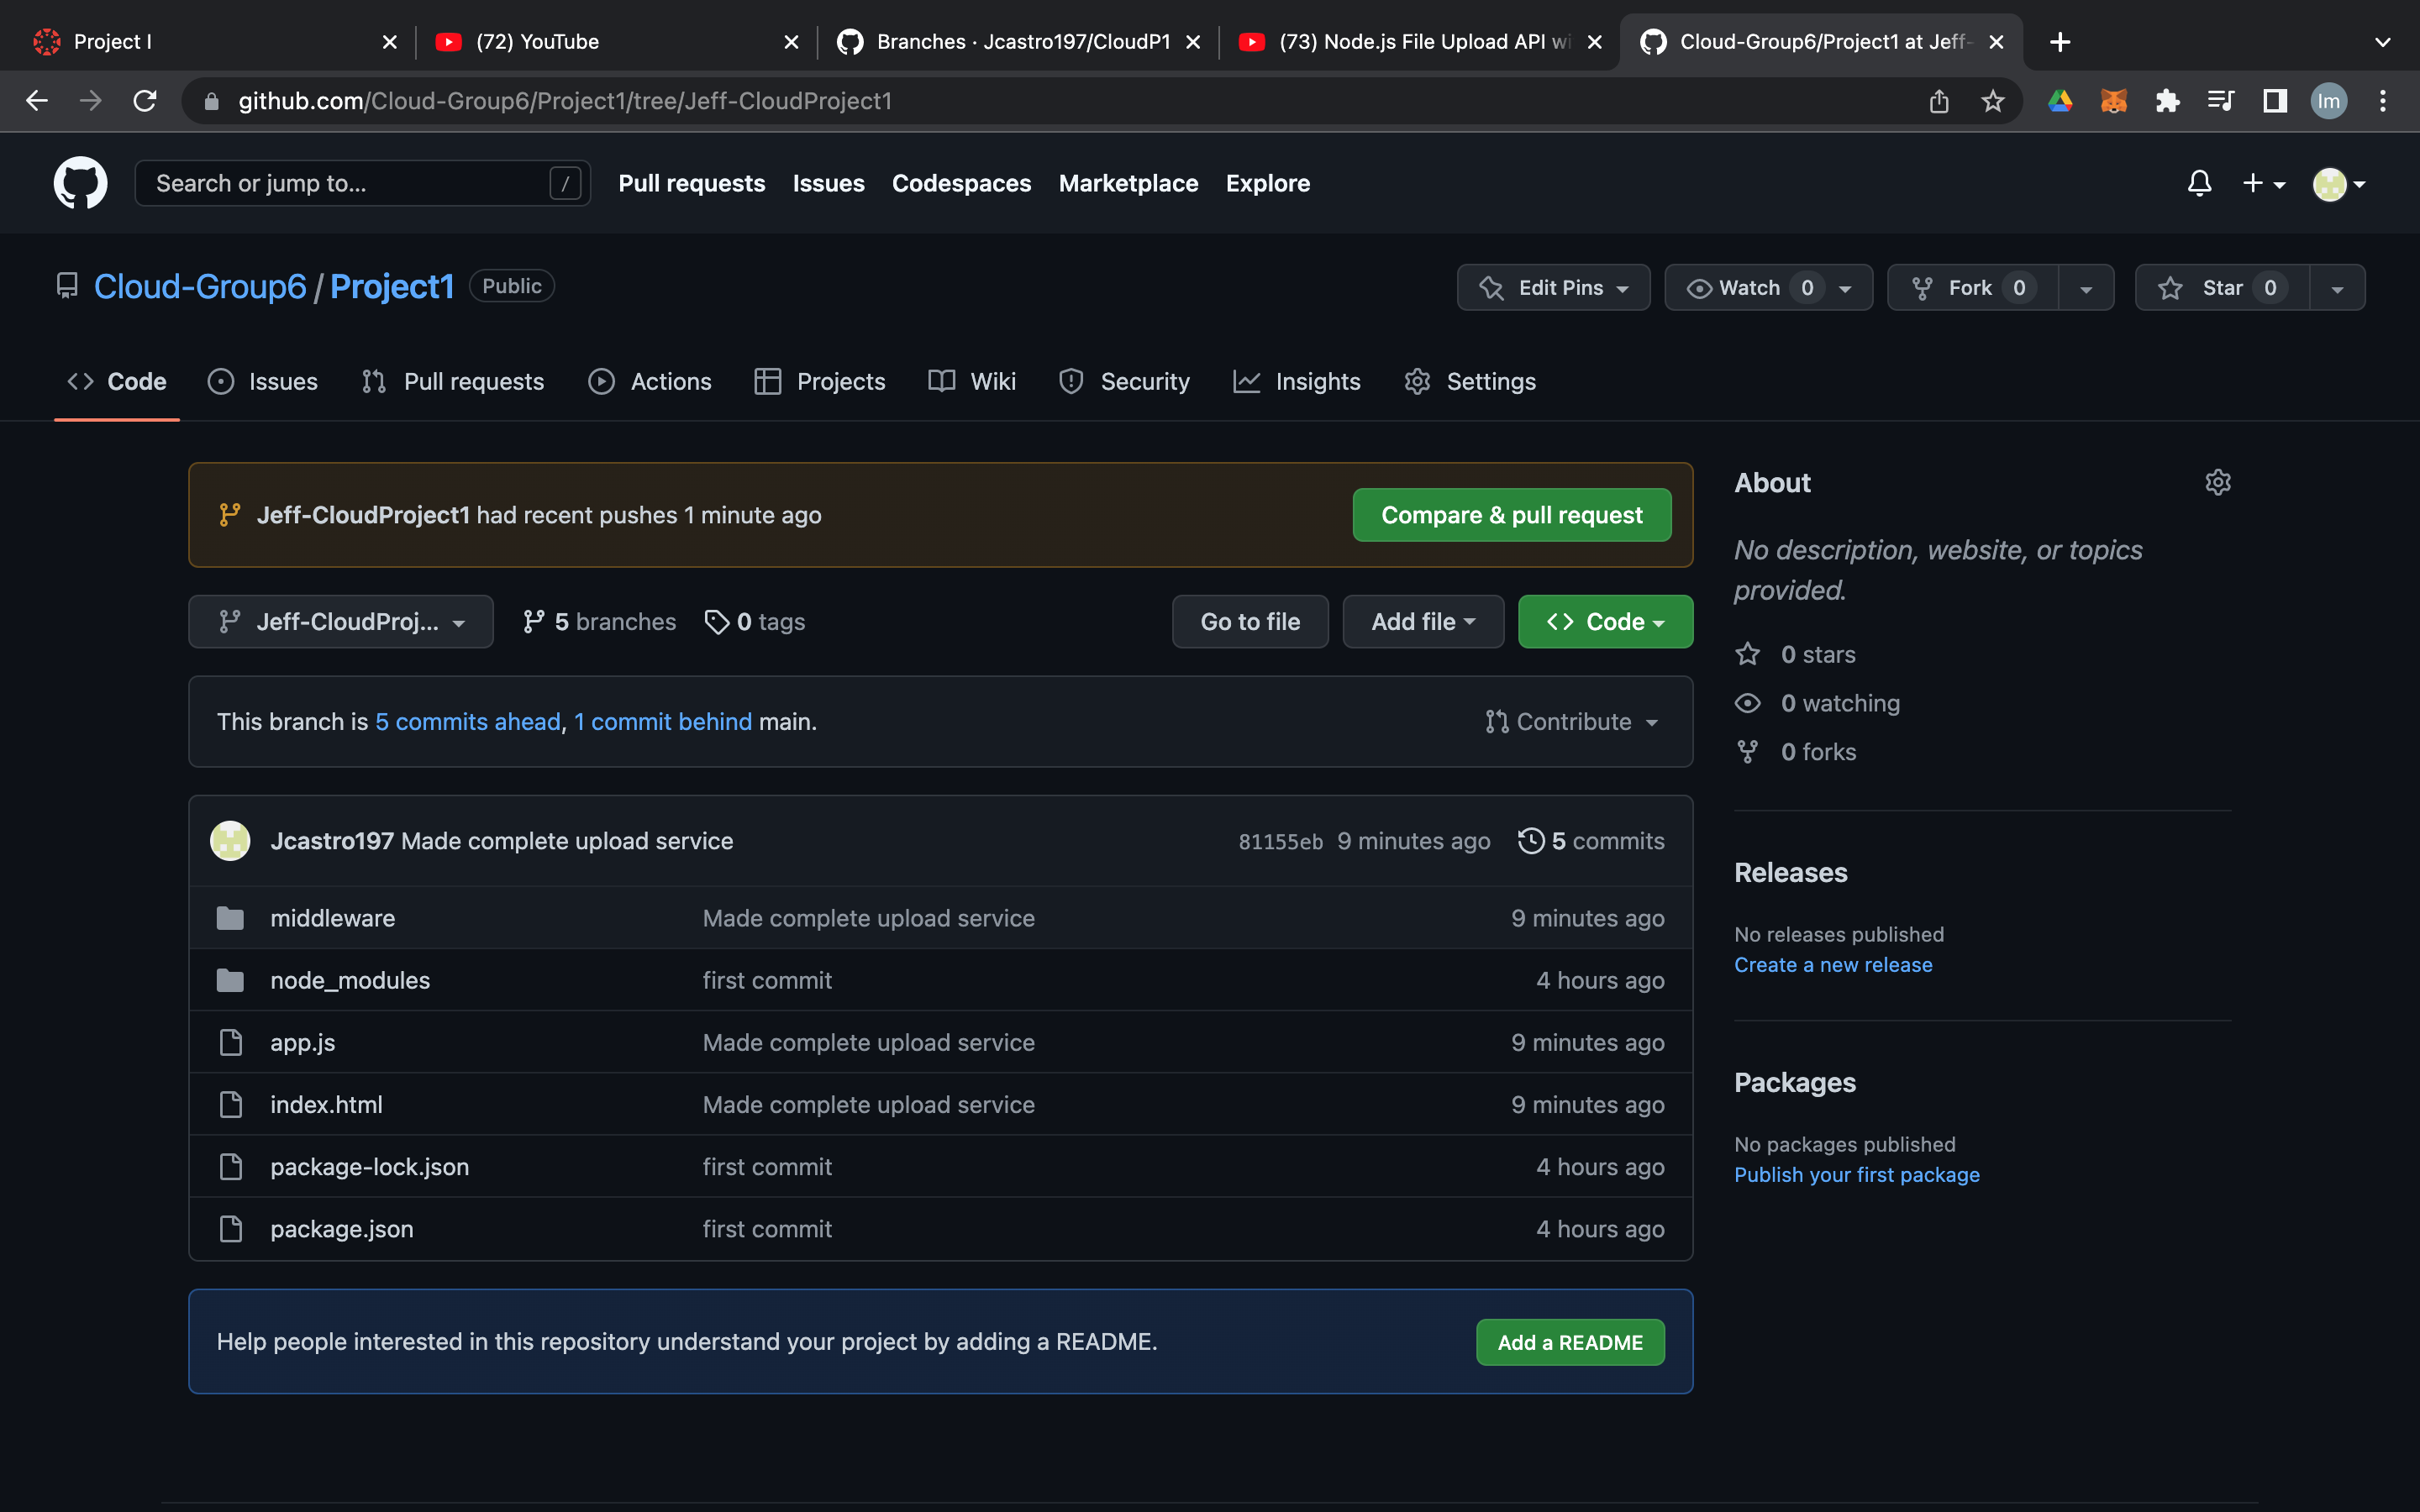 Project I
(72) YouTube
Branches · Jcastro197/CloudP1
(73) Node.js File Upload API wi
Cloud-Group6/Project1 at Jeff-
github.com/Cloud-Group6/Project1/tree/Jeff-CloudProject1
Im
Search or jump to... /
Pull requests Issues Codespaces Marketplace Explore
Cloud-Group6 / Project1 Public
Edit Pins Watch 0 Fork 0 Star 0
Code Issues Pull requests Actions Projects Wiki Security Insights Settings
Jeff-CloudProject1 had recent pushes 1 minute ago
Compare & pull request
Jeff-CloudProj... 5 branches 0 tags
Go to file Add file Code
This branch is 5 commits ahead, 1 commit behind main.
Contribute
Jcastro197 Made complete upload service 81155eb 9 minutes ago 5 commits
middleware Made complete upload service 9 minutes ago
node_modules first commit 4 hours ago
app.js Made complete upload service 9 minutes ago
index.html Made complete upload service 9 minutes ago
package-lock.json first commit 4 hours ago
package.json first commit 4 hours ago
Help people interested in this repository understand your project by adding a README.
Add a README
About
No description, website, or topics
provided.
0 stars
0 watching
0 forks
Releases
No releases published
Create a new release
Packages
No packages published
Publish your first package